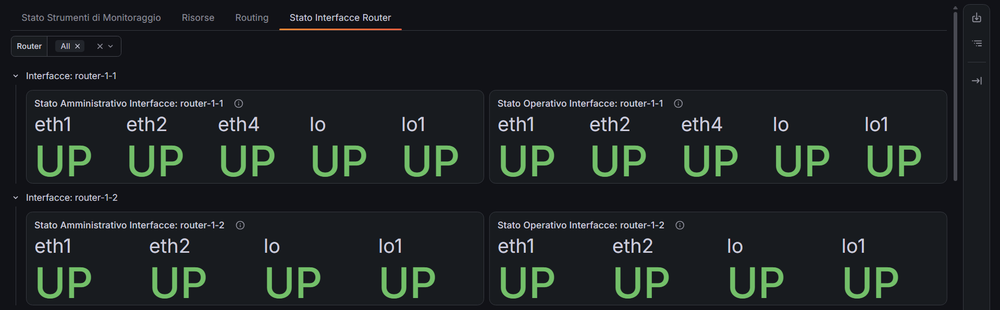 Stato Strumenti di Monitoraggio Risorse Routing Stato Interfacce Router
Router All
Interfacce: router-1-1
Stato Amministrativo Interfacce: router-1-1
eth1 eth2 eth4 lo lo1
UP UP UP UP UP
Stato Operativo Interfacce: router-1-1
eth1 eth2 eth4 lo lo1
UP UP UP UP UP
Interfacce: router-1-2
Stato Amministrativo Interfacce: router-1-2
eth1 eth2 lo lo1
UP UP UP UP
Stato Operativo Interfacce: router-1-2
eth1 eth2 lo lo1
UP UP UP UP